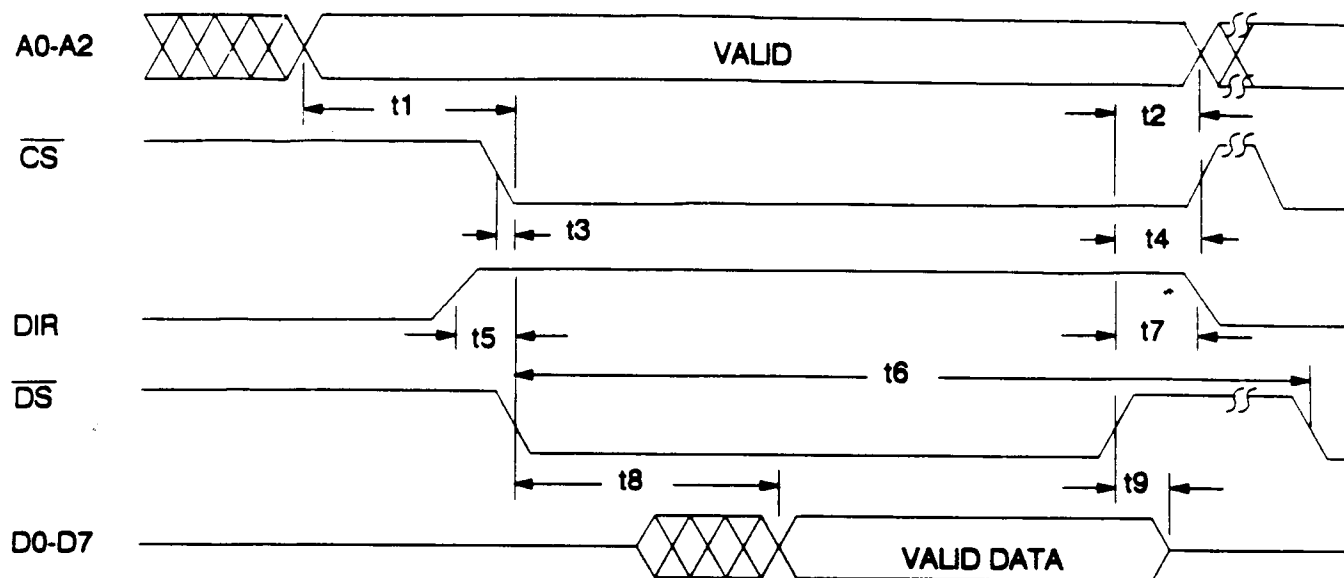 A0-A2
VALID
t1
t2
CS
t3
t4
DIR
t5
t7
t6
DS
t8
t9
D0-D7
VALID DATA